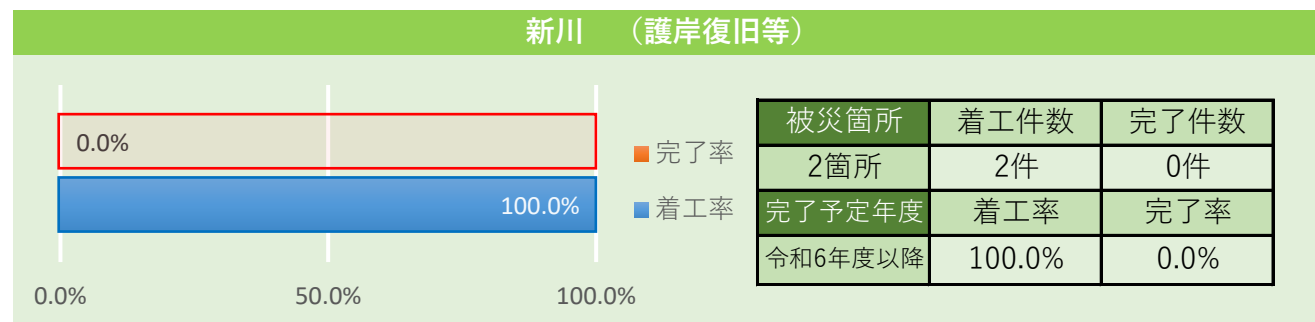 新川　（護岸復旧等）
0.0%
100.0%
0.0% 50.0% 100.0%
完了率
着工率
被災箇所 着工件数 完了件数
2箇所 2件 0件
完了予定年度 着工率 完了率
令和6年度以降 100.0% 0.0%